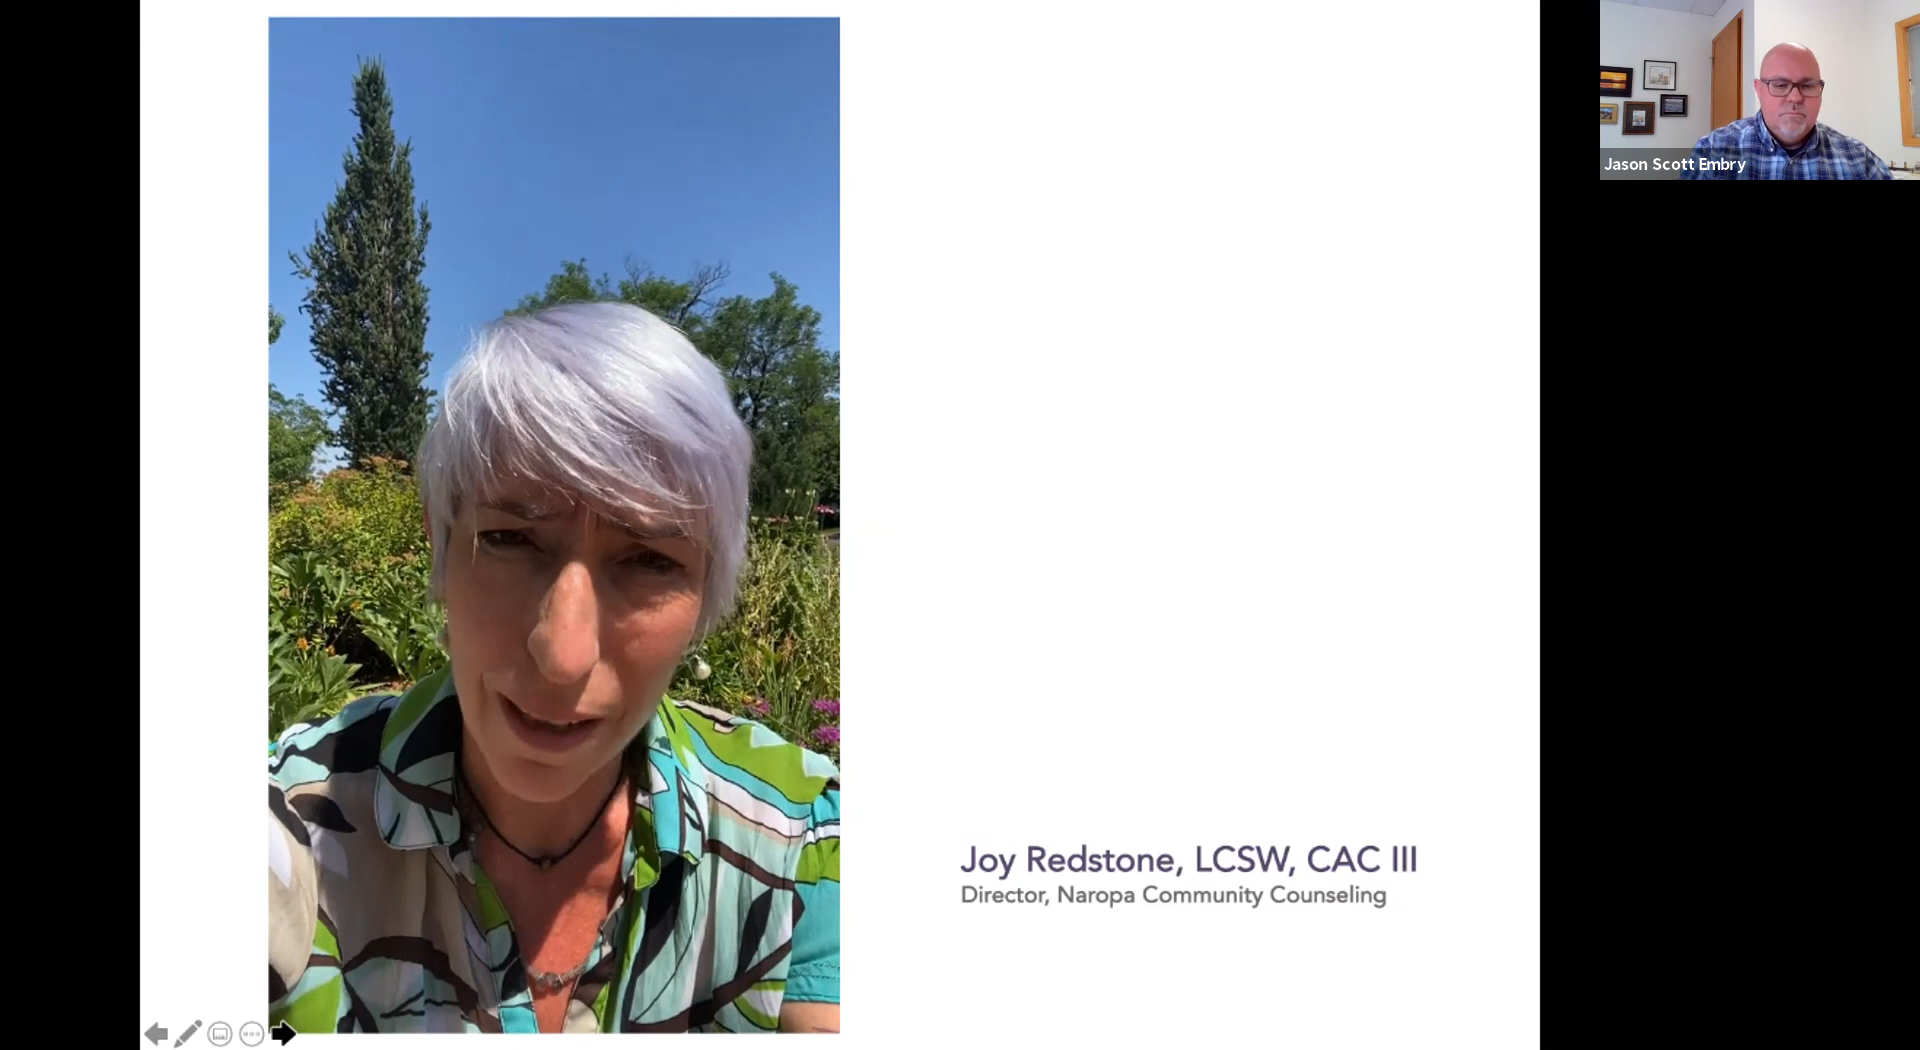 Jason Scott Embry
Joy Redstone, LCSW, CAC III
Director, Naropa Community Counseling